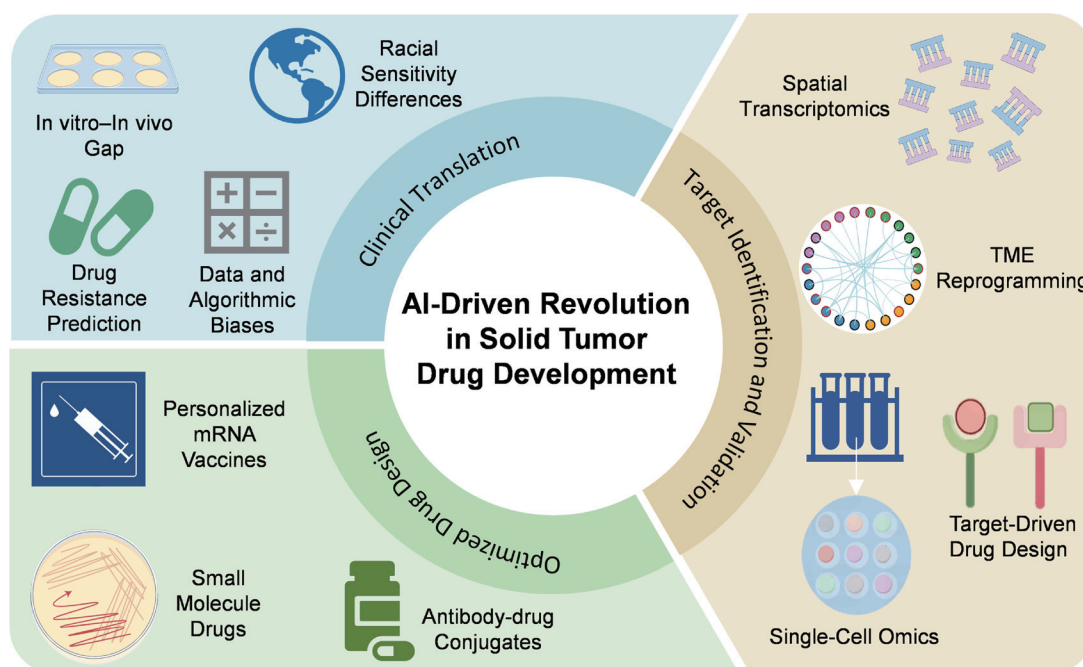 Racial
Sensitivity
Differences
In vitro–In vivo
Gap
Drug
Resistance
Prediction
Data and
Algorithmic
Biases
Clinical Translation
Spatial
Transcriptomics
TME
Reprogramming
Target Identification and Validation
Target-Driven
Drug Design
Single-Cell Omics
AI-Driven Revolution
in Solid Tumor
Drug Development
Optimized Drug Design
Personalized
mRNA
Vaccines
Small
Molecule
Drugs
Antibody-drug
Conjugates